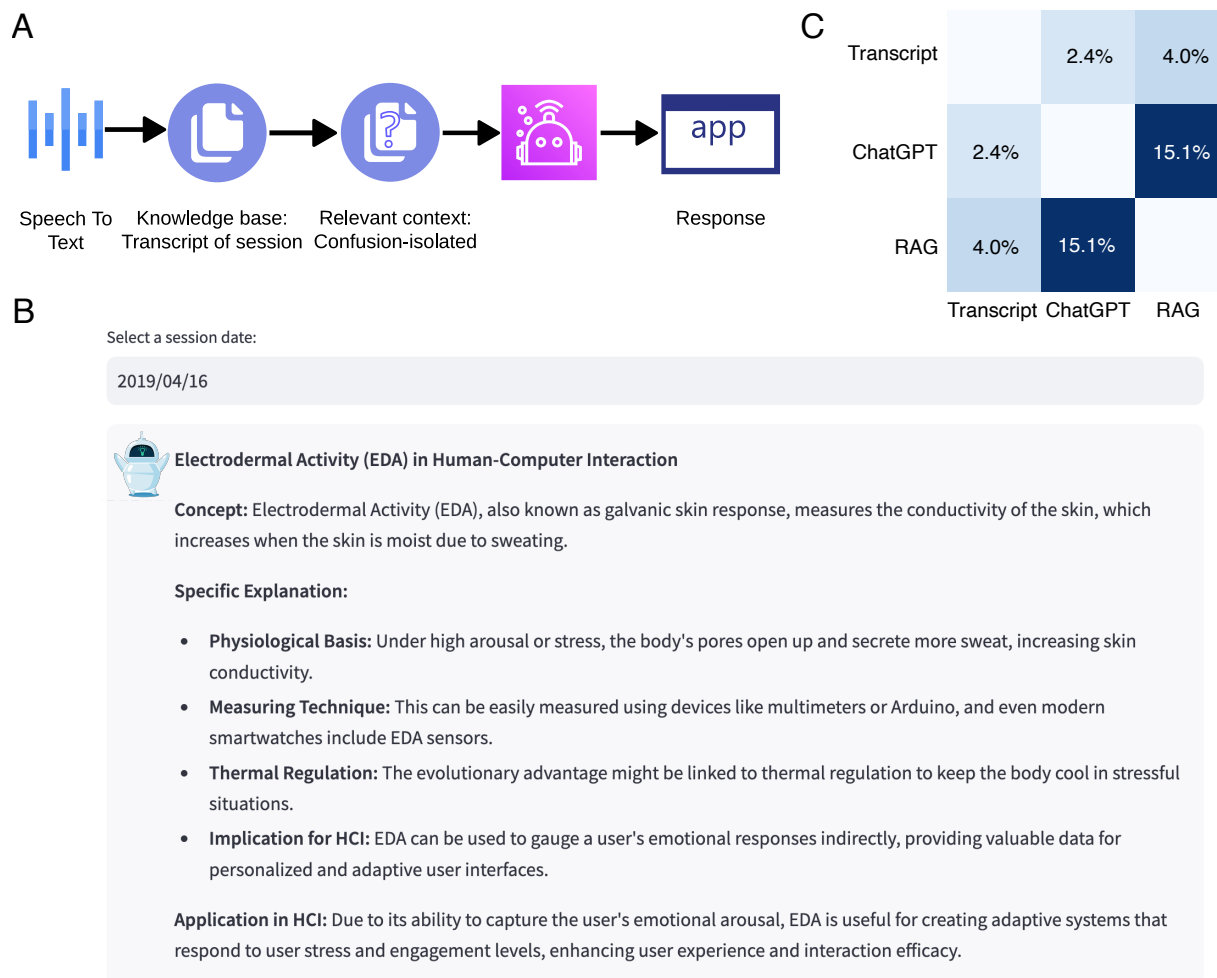 A
Speech To
Text
Knowledge base:
Transcript of session
?
Relevant context:
Confusion-isolated
app
Response
C
Transcript
2.4%
4.0%
ChatGPT
2.4%
15.1%
RAG
4.0%
15.1%
Transcript
ChatGPT
RAG
B
Select a session date:
2019/04/16
Electrodermal Activity (EDA) in Human-Computer Interaction
Concept: Electrodermal Activity (EDA), also known as galvanic skin response, measures the conductivity of the skin, which
increases when the skin is moist due to sweating.
Specific Explanation:
• Physiological Basis: Under high arousal or stress, the body's pores open up and secrete more sweat, increasing skin
conductivity.
• Measuring Technique: This can be easily measured using devices like multimeters or Arduino, and even modern
smartwatches include EDA sensors.
• Thermal Regulation: The evolutionary advantage might be linked to thermal regulation to keep the body cool in stressful
situations.
• Implication for HCI: EDA can be used to gauge a user's emotional responses indirectly, providing valuable data for
personalized and adaptive user interfaces.
Application in HCI: Due to its ability to capture the user's emotional arousal, EDA is useful for creating adaptive systems that
respond to user stress and engagement levels, enhancing user experience and interaction efficacy.